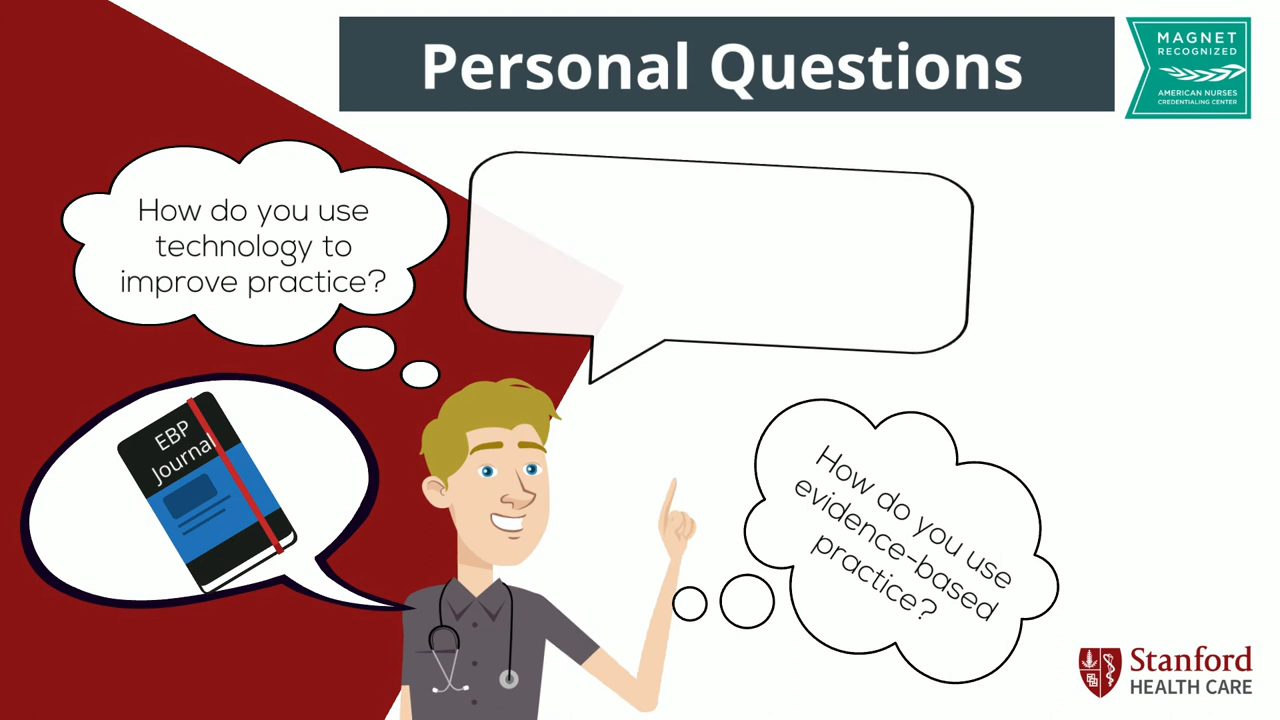 Personal Questions
MAGNET
RECOGNIZED
AMERICAN NURSES
CREDENTIALING CENTER
How do you use
technology to
improve practice?
EBP
Journal
How do you use
evidence-based
practice?
Stanford
HEALTH CARE